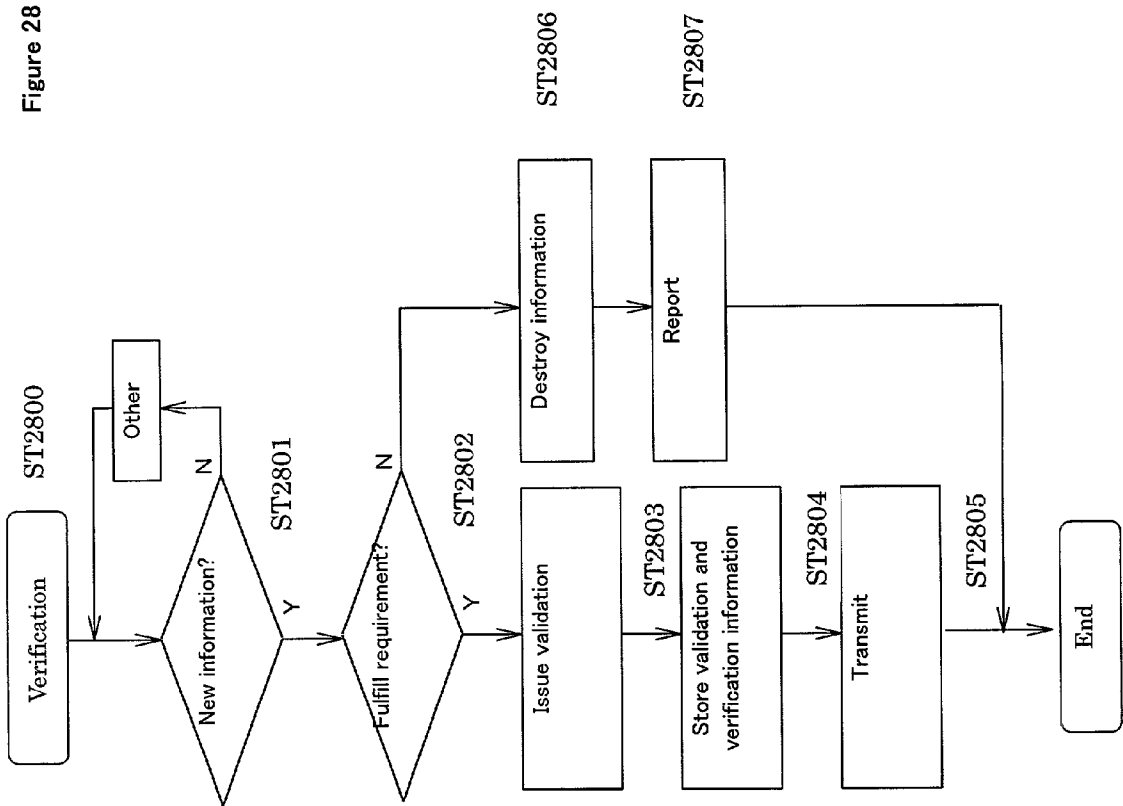 Figure 28
Verification
ST2800
Other
New information?
N
ST2801
Y
Fulfill requirement?
N
ST2802
Y
Issue validation
ST2803
Destroy information
ST2806
Store validation and
verification information
ST2804
Report
ST2807
Transmit
ST2805
End